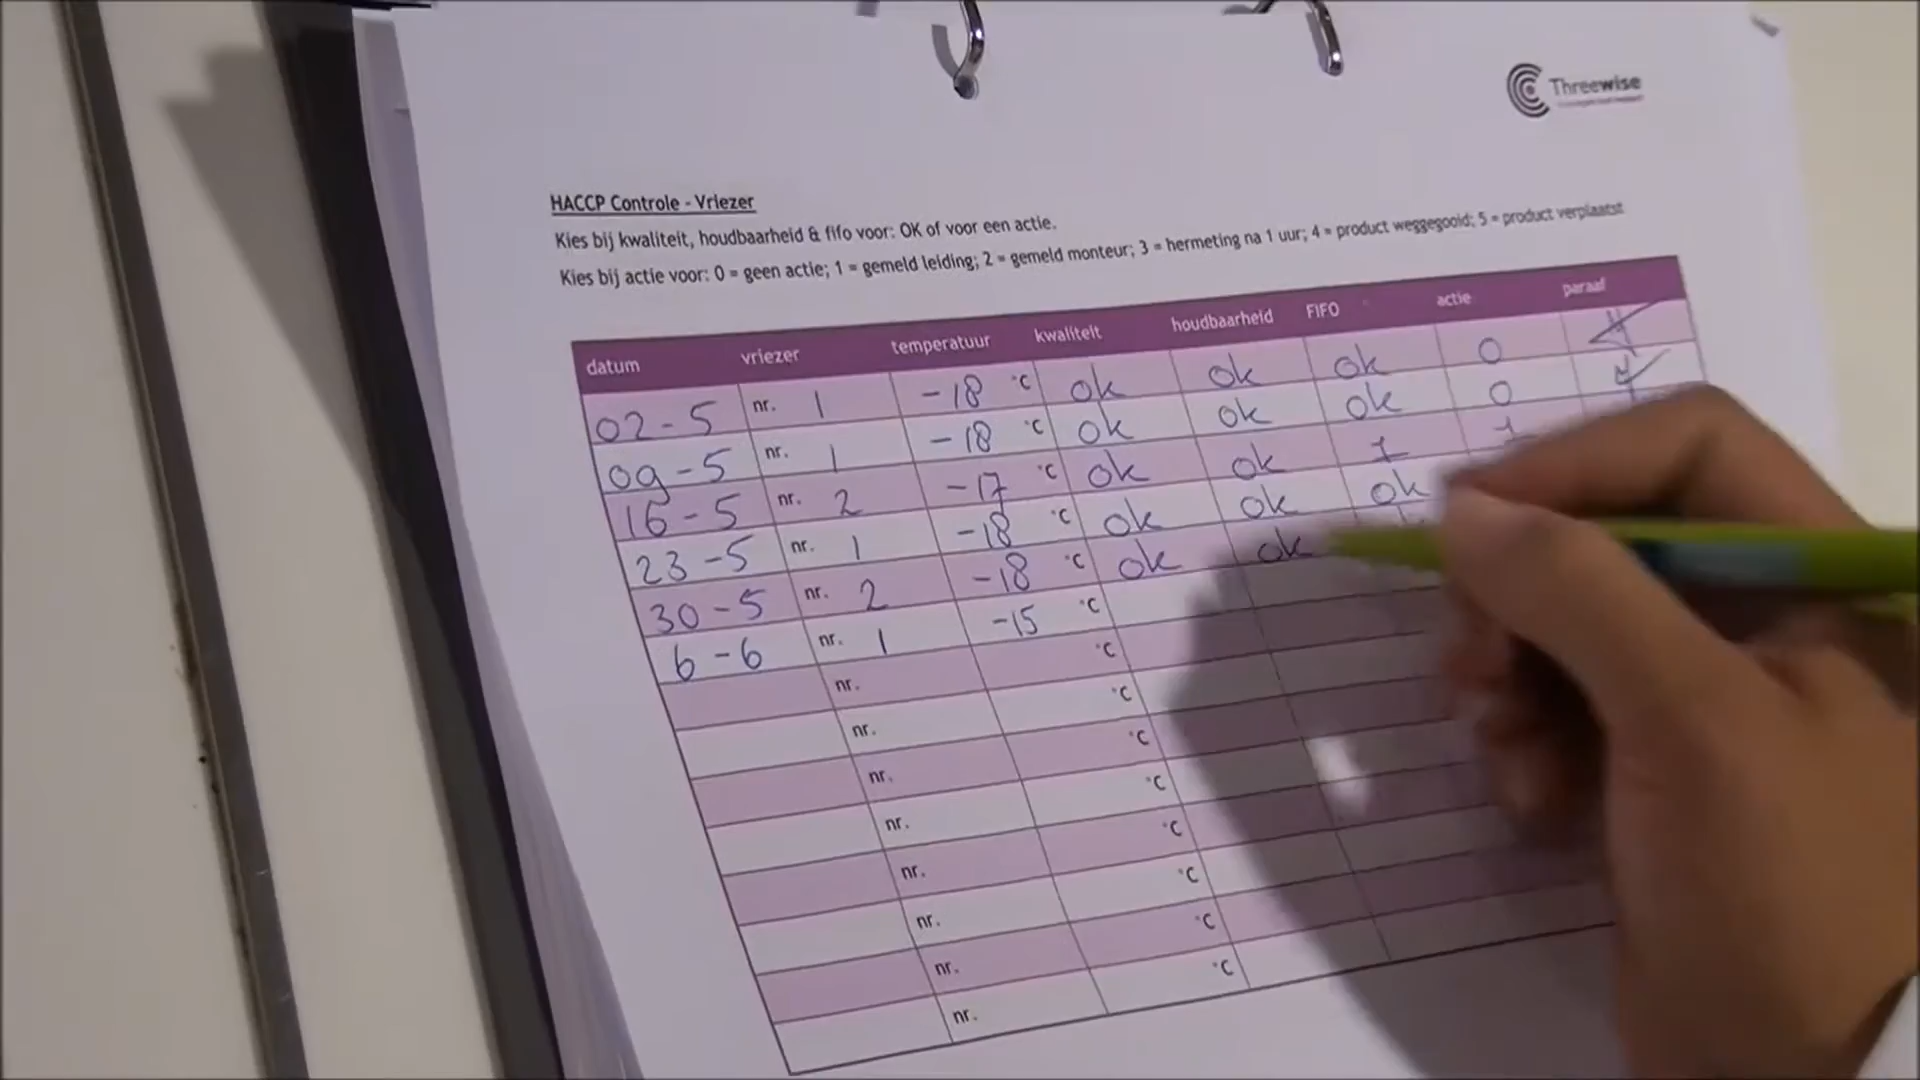 Threewise
HACCP Controle - Vriezer
Kies bij kwaliteit, houdbaarheid & fifo voor: OK of voor een actie.
Kies bij actie voor: 0 = geen actie; 1 = gemeld leiding; 2 = gemeld monteur; 3 = hermeting na 1 uur; 4 = product weggegooid; 5 = product verplaatst
datum vriezer temperatuur kwaliteit houdbaarheid FIFO actie paraaf
02-5 nr. 1 -18 °C ok ok ok 0
09-5 nr. 1 -18 °C ok ok ok 0
16-5 nr. 2 -17 °C ok ok 1 1
23-5 nr. 1 -18 °C ok ok ok
30-5 nr. 2 -18 °C ok ok
6-6 nr. 1 -15 °C
nr. °C
nr. °C
nr. °C
nr. °C
nr. °C
nr. °C
nr. °C
nr. °C